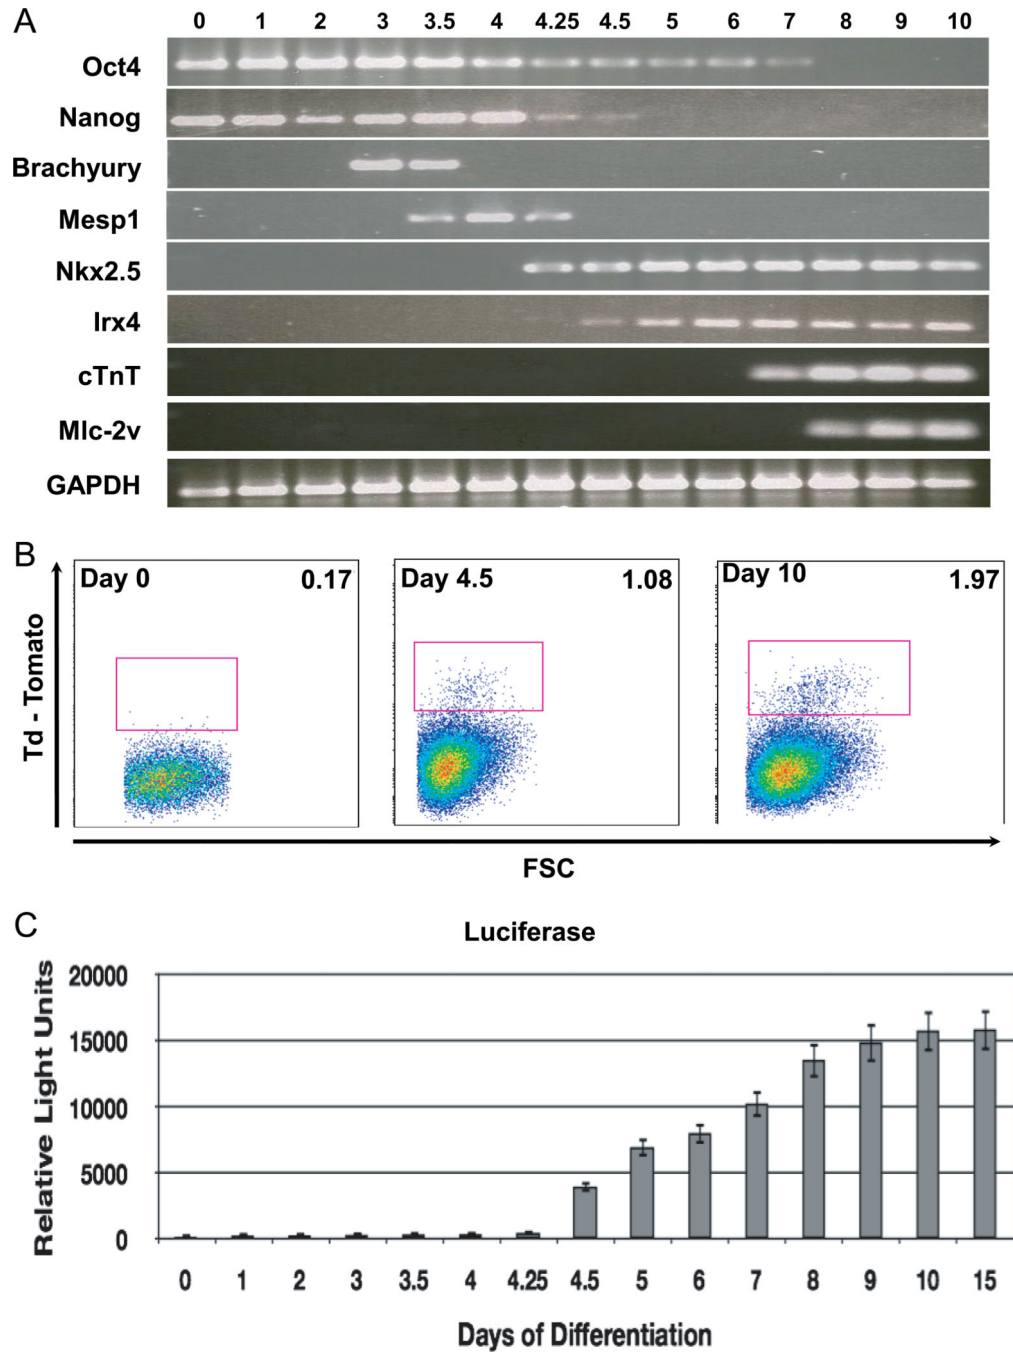 A
0 1 2 3 3.5 4 4.25 4.5 5 6 7 8 9 10
Oct4
Nanog
Brachyury
Mesp1
Nkx2.5
Irx4
cTnT
Mlc-2v
GAPDH
B
Td - Tomato
Day 0 0.17
Day 4.5 1.08
Day 10 1.97
FSC
C
Luciferase
Relative Light Units
20000
15000
10000
5000
0
0 1 2 3 3.5 4 4.25 4.5 5 6 7 8 9 10 15
Days of Differentiation